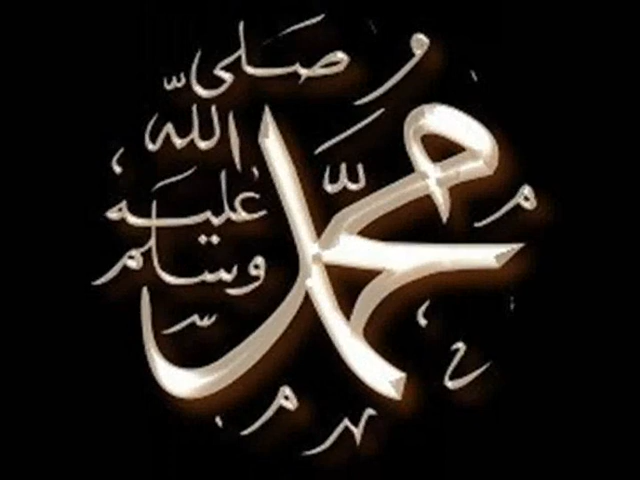 محمد
صلى
الله
عليه
وسلم